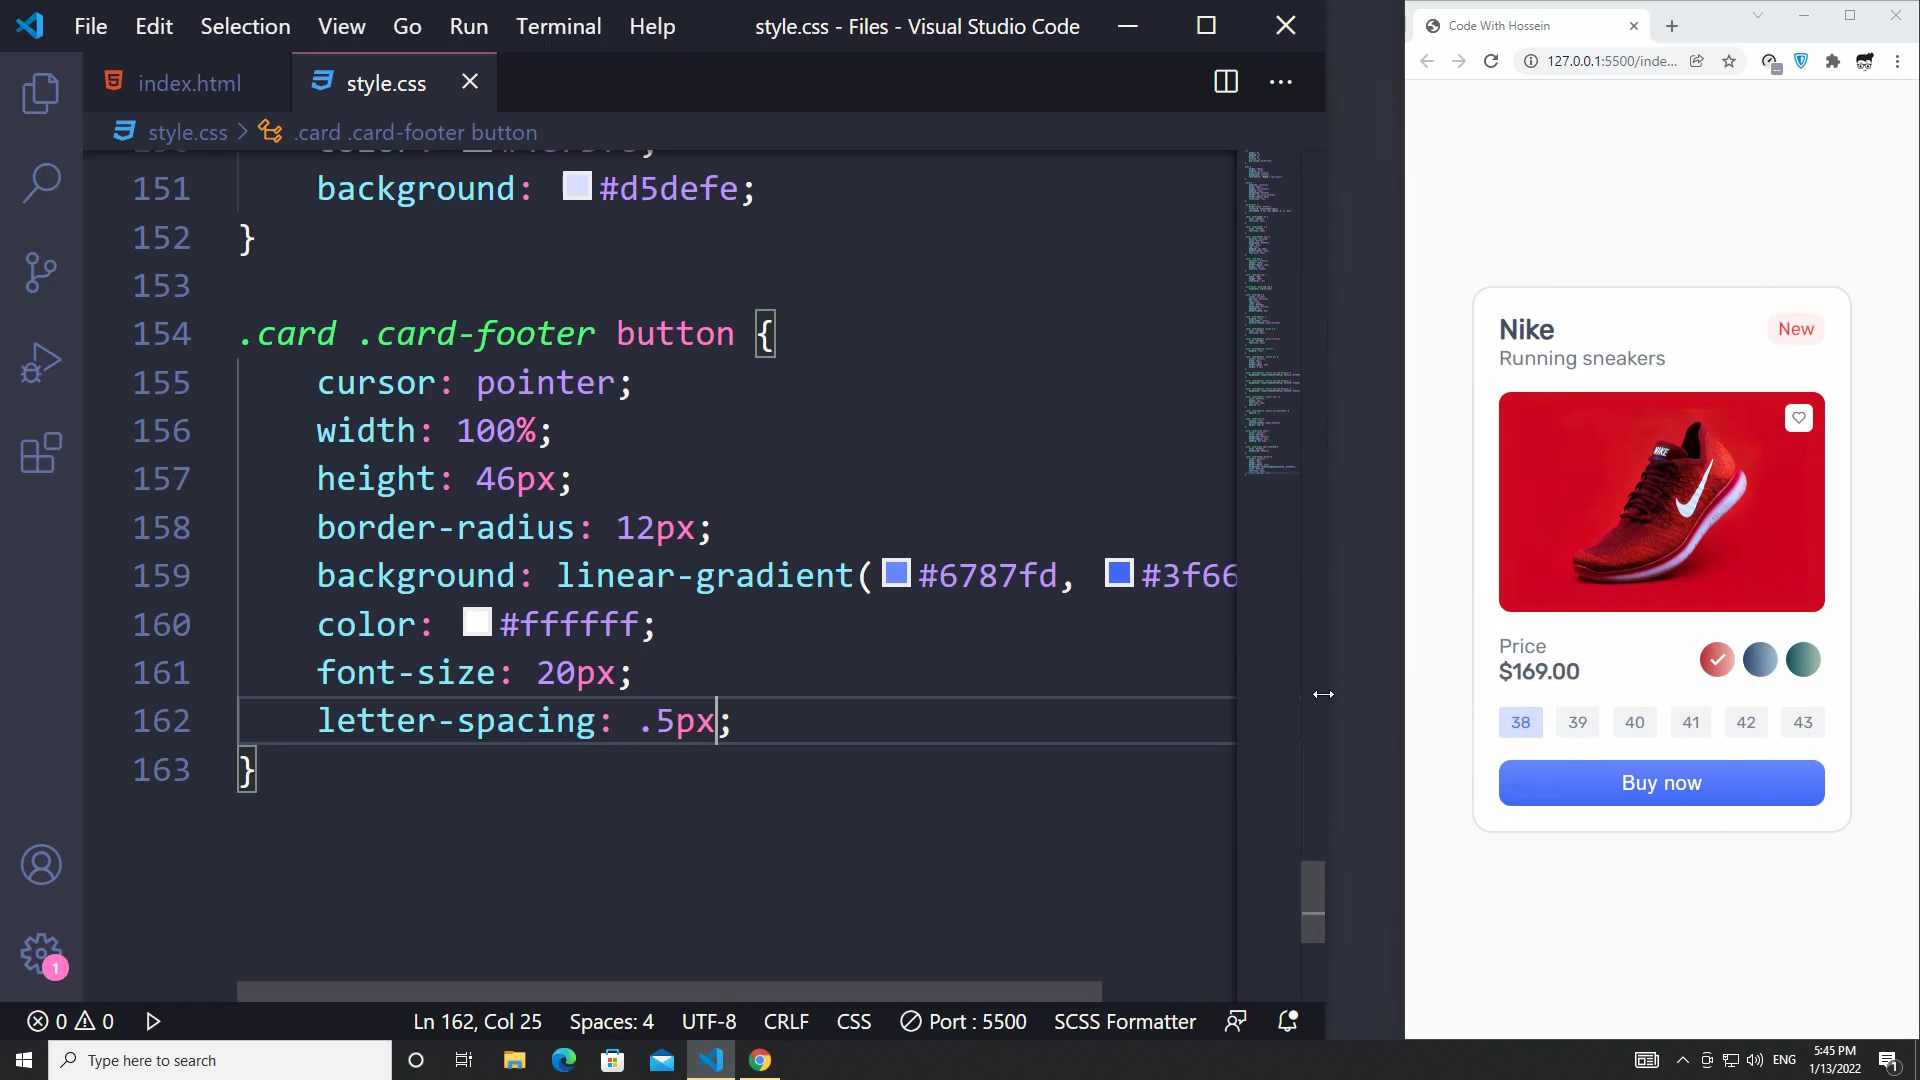 File Edit Selection View Go Run Terminal Help
style.css - Files - Visual Studio Code
index.html
style.css
style.css > .card .card-footer button
151 background: #d5defe;
152 }
153
154 .card .card-footer button {
155 cursor: pointer;
156 width: 100%;
157 height: 46px;
158 border-radius: 12px;
159 background: linear-gradient(#6787fd, #3f66
160 color: #ffffff;
161 font-size: 20px;
162 letter-spacing: .5px;
163 }
1
0 0
Ln 162, Col 25 Spaces: 4 UTF-8 CRLF CSS Port : 5500 SCSS Formatter
Code With Hossein
127.0.0.1:5500/inde...
Nike
New
Running sneakers
NIKE
Price
$169.00
38 39 40 41 42 43
Buy now
Type here to search
ENG
5:45 PM
1/13/2022
1